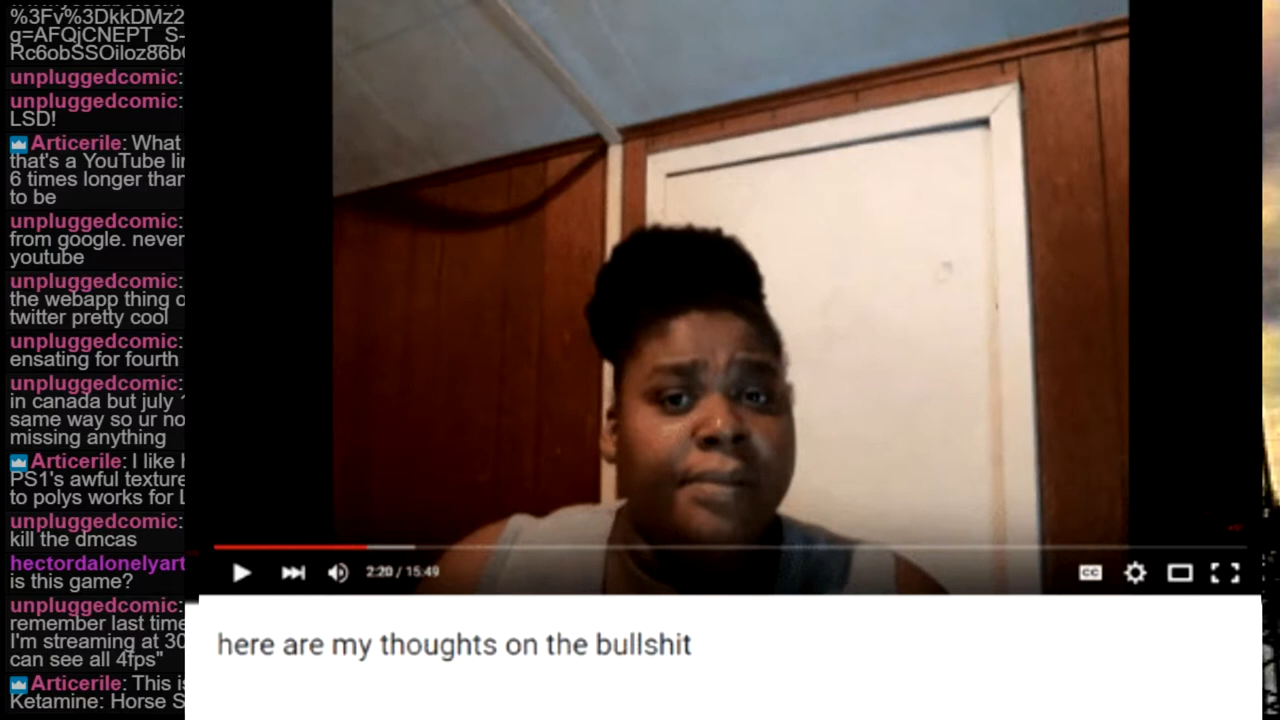 %3Fv%3DkkDMz2
g=AFQjCNEPT_S-
Rc6obSSOiloz86b
unpluggedcomic:
unpluggedcomic:
LSD!
Articerile: What
that's a YouTube
6 times longer than
to be
unpluggedcomic:
from google. never
youtube
unpluggedcomic:
the webapp thing o
twitter pretty cool
unpluggedcomic:
ensating for fourth
unpluggedcomic:
in canada but july
same way so ur no
missing anything
Articerile: I like
PS1's awful texture
to polys works for
unpluggedcomic:
kill the dmcas
hectordalonelyart
is this game?
unpluggedcomic:
remember last time
I'm streaming at 30
can see all 4fps"
Articerile: This is
Ketamine: Horse S
2:20 / 15:49
CC
here are my thoughts on the bullshit